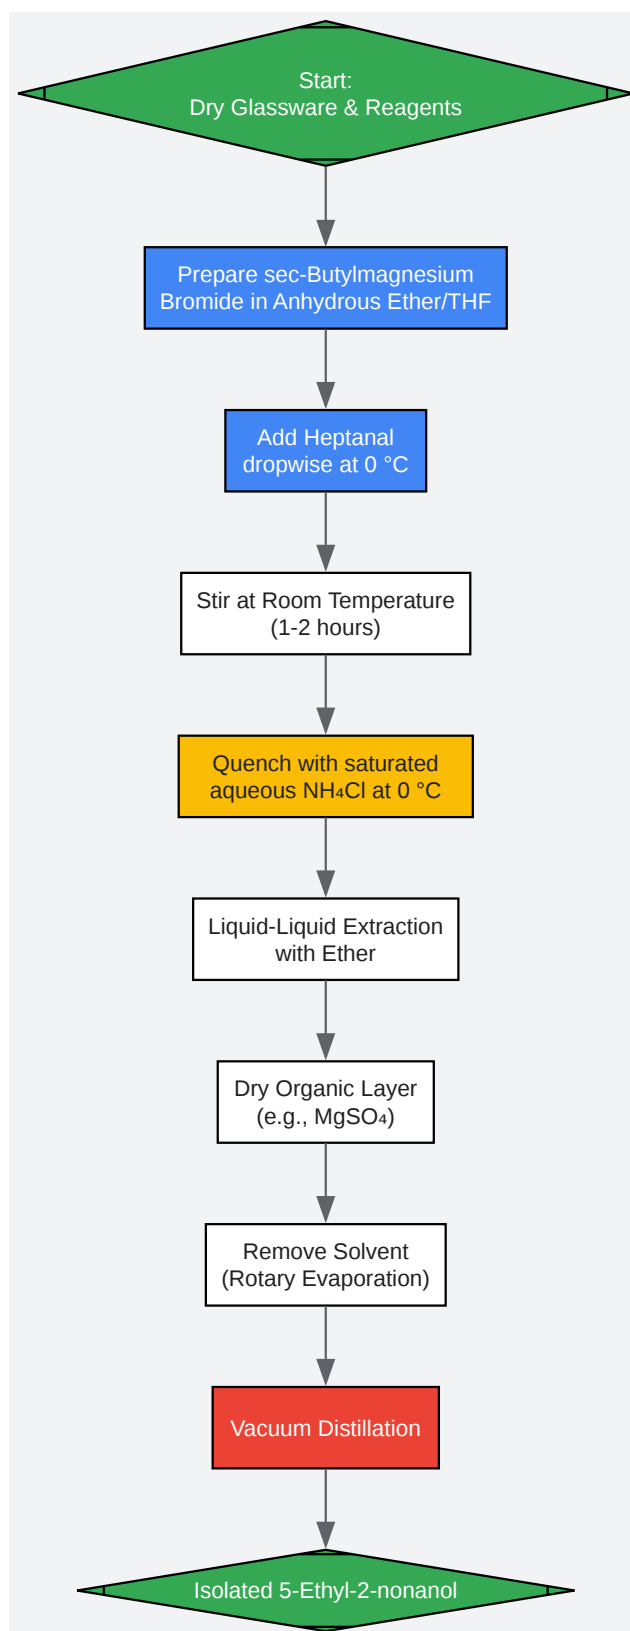 Start:
Dry Glassware & Reagents
Prepare sec-Butylmagnesium
Bromide in Anhydrous Ether/THF
Add Heptanal
dropwise at 0 °C
Stir at Room Temperature
(1-2 hours)
Quench with saturated
aqueous NH₄Cl at 0 °C
Liquid-Liquid Extraction
with Ether
Dry Organic Layer
(e.g., MgSO₄)
Remove Solvent
(Rotary Evaporation)
Vacuum Distillation
Isolated 5-Ethyl-2-nonanol